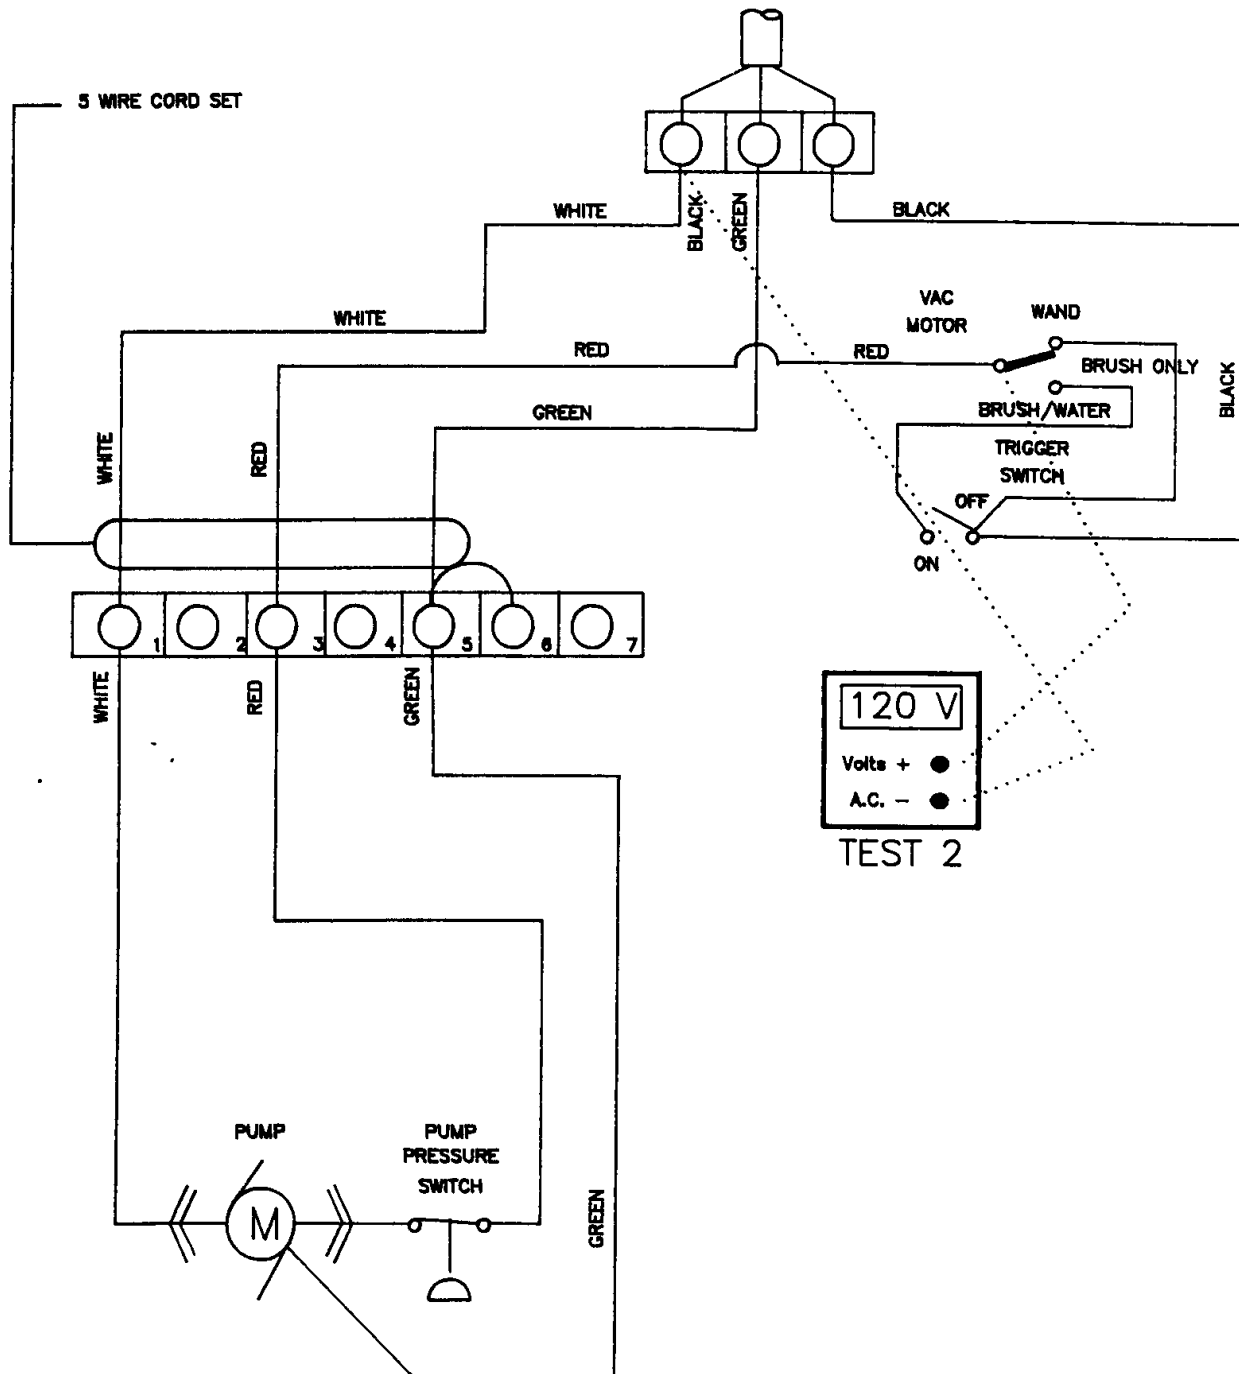 5 WIRE CORD SET
WHITE
BLACK
GREEN
BLACK
WHITE
VAC
MOTOR
WAND
RED
RED
BRUSH ONLY
BLACK
GREEN
BRUSH/WATER
WHITE
RED
TRIGGER
SWITCH
OFF
ON
1
2
3
4
5
6
7
WHITE
RED
GREEN
120 V
Volts +
A.C. -
TEST 2
PUMP
PUMP
PRESSURE
SWITCH
M
GREEN